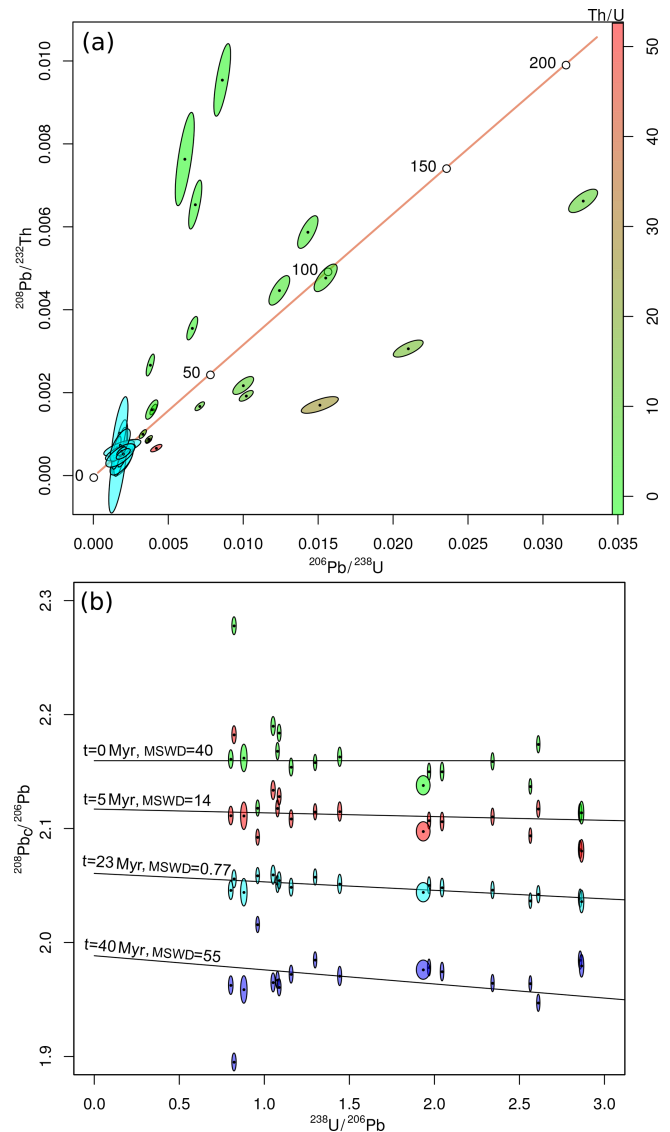 Th/U
(a)
0.010
0.008
0.006
0.004
0.002
0.000
²⁰⁸Pb/²³²Th
200
150
100
50
0
50
40
30
20
10
0
0.000 0.005 0.010 0.015 0.020 0.025 0.030 0.035
²⁰⁶Pb/²³⁸U
(b)
2.3
2.2
2.1
2.0
1.9
²⁰⁸Pbc/²⁰⁶Pb
t=0 Myr, MSWD=40
t=5 Myr, MSWD=14
t=23 Myr, MSWD=0.77
t=40 Myr, MSWD=55
0.0 0.5 1.0 1.5 2.0 2.5 3.0
²³⁸U/²⁰⁶Pb